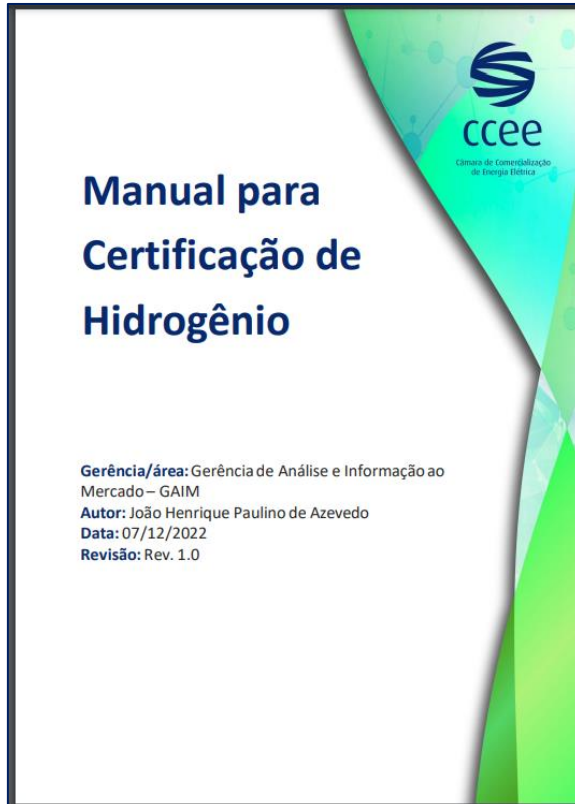 ccee
Câmara de Comercialização
de Energia Elétrica
Manual para
Certificação de
Hidrogênio
Gerência/área: Gerência de Análise e Informação ao
Mercado – GAIM
Autor: João Henrique Paulino de Azevedo
Data: 07/12/2022
Revisão: Rev. 1.0